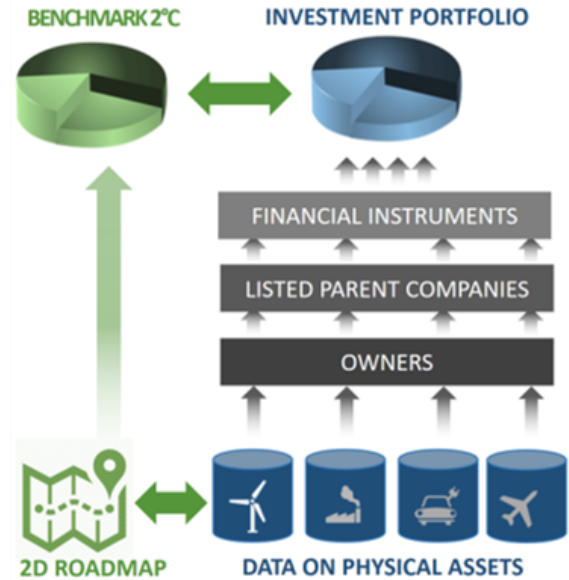 BENCHMARK 2°C
INVESTMENT PORTFOLIO
FINANCIAL INSTRUMENTS
LISTED PARENT COMPANIES
OWNERS
2D ROADMAP
DATA ON PHYSICAL ASSETS